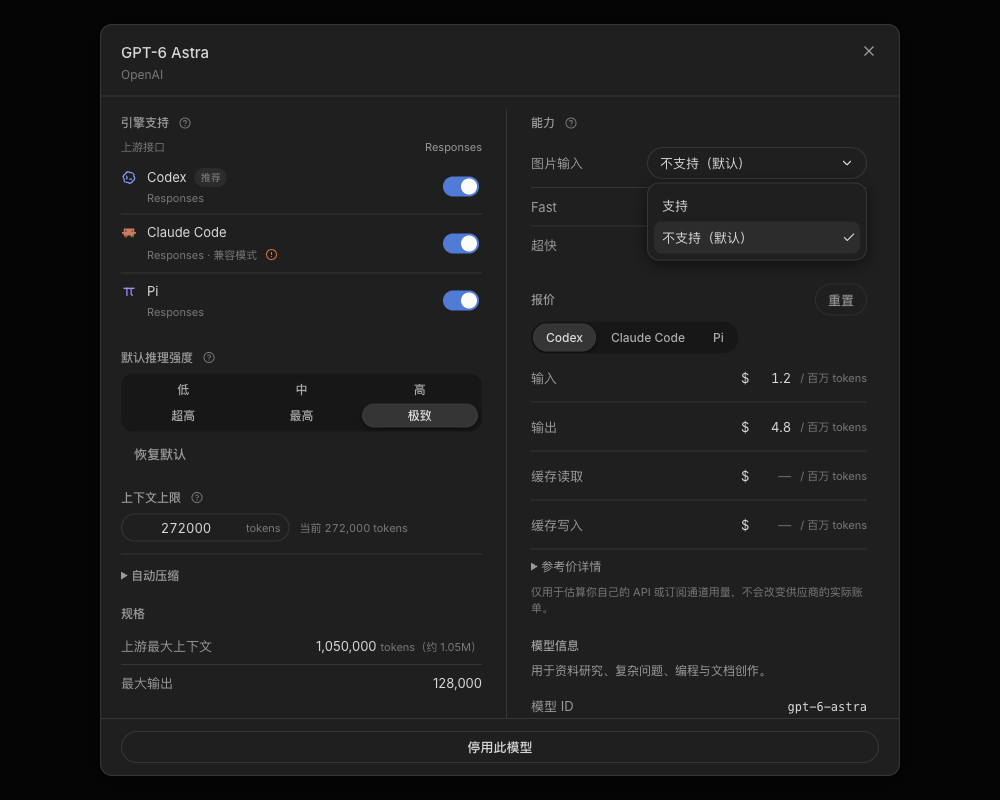 GPT-6 Astra
OpenAI
引擎支持
上游接口 Responses
Codex 推荐
Responses
Claude Code
Responses · 兼容模式
Pi
Responses
默认推理强度
低 中 高
超高 最高 极致
恢复默认
上下文上限
272000 tokens 当前 272,000 tokens
自动压缩
规格
上游最大上下文 1,050,000 tokens（约 1.05M）
最大输出 128,000
能力
图片输入 不支持（默认）
支持
Fast
不支持（默认）
超快
报价 重置
Codex Claude Code Pi
输入 $ 1.2 / 百万 tokens
输出 $ 4.8 / 百万 tokens
缓存读取 $ — / 百万 tokens
缓存写入 $ — / 百万 tokens
参考价详情
仅用于估算你自己的 API 或订阅通道用量，不会改变供应商的实际账
单。
模型信息
用于资料研究、复杂问题、编程与文档创作。
模型 ID gpt-6-astra
停用此模型